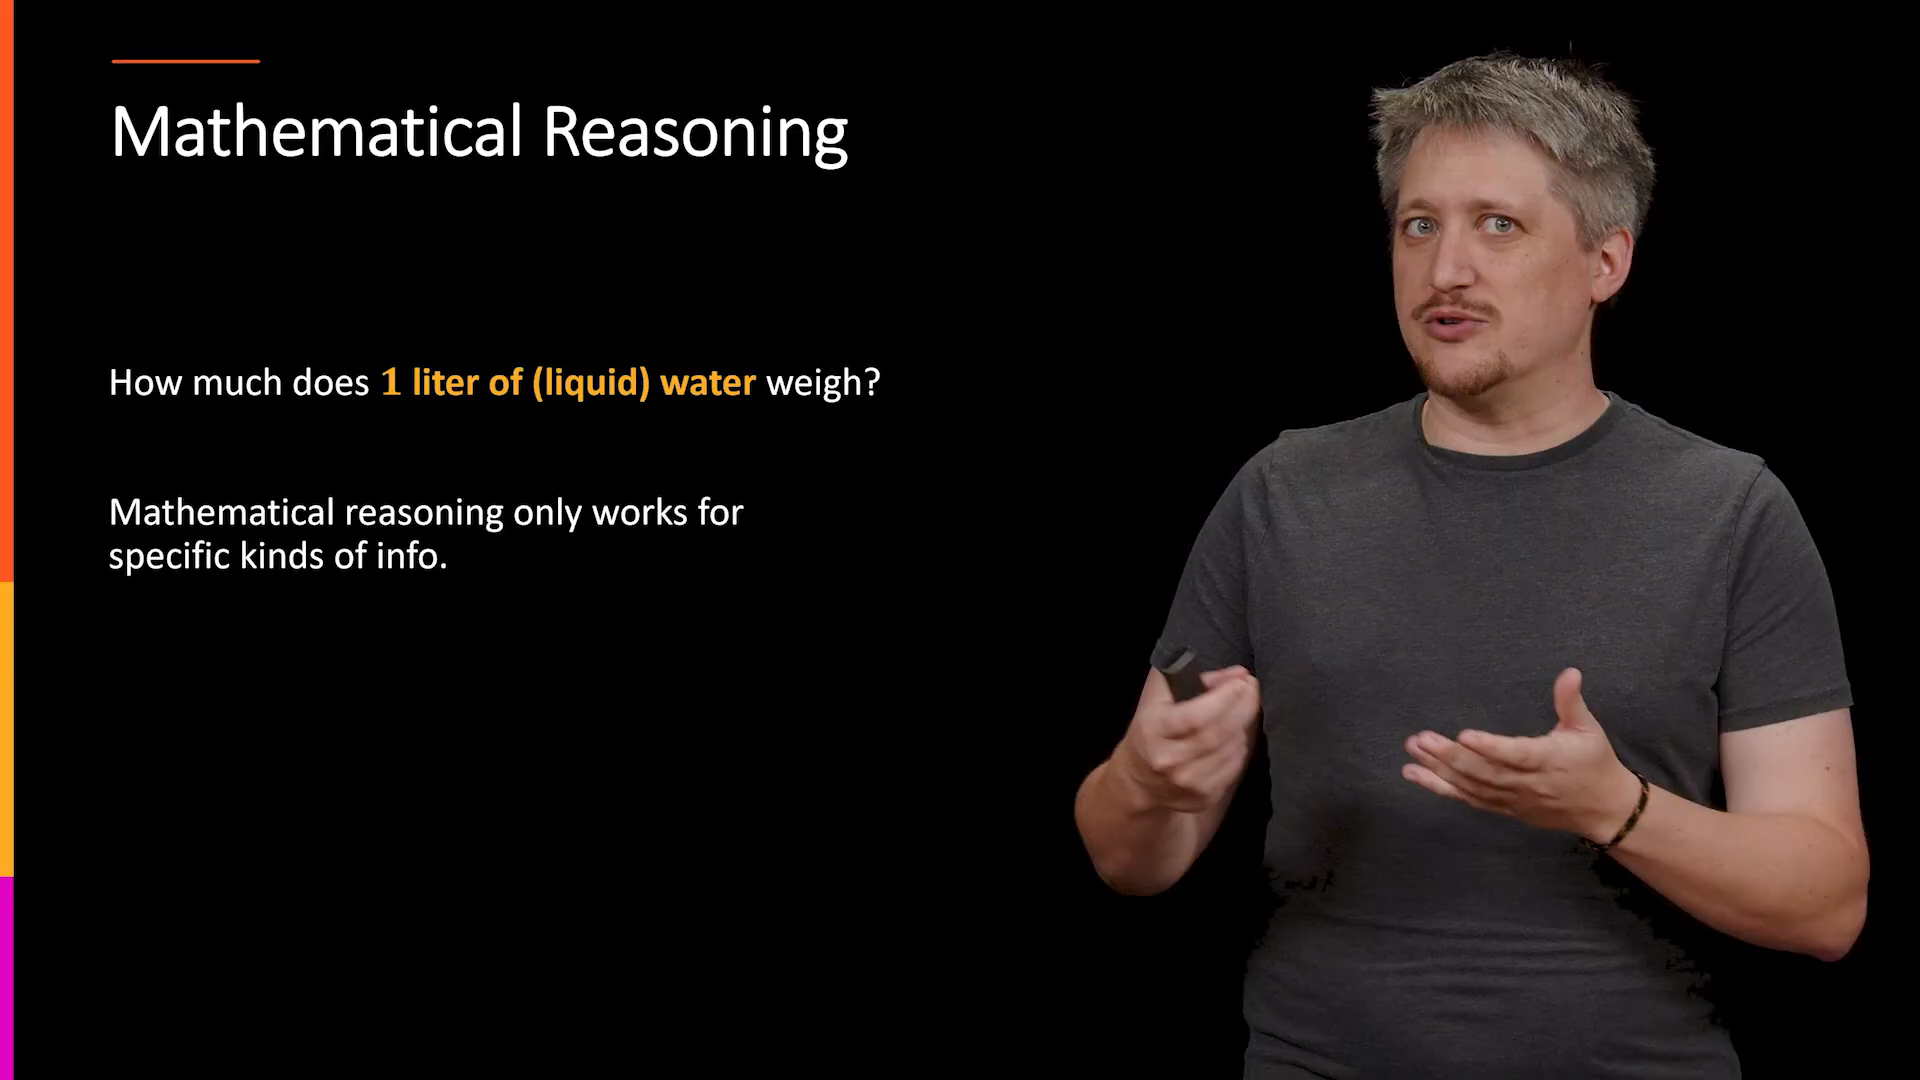 Mathematical Reasoning
How much does 1 liter of (liquid) water weigh?
Mathematical reasoning only works for
specific kinds of info.